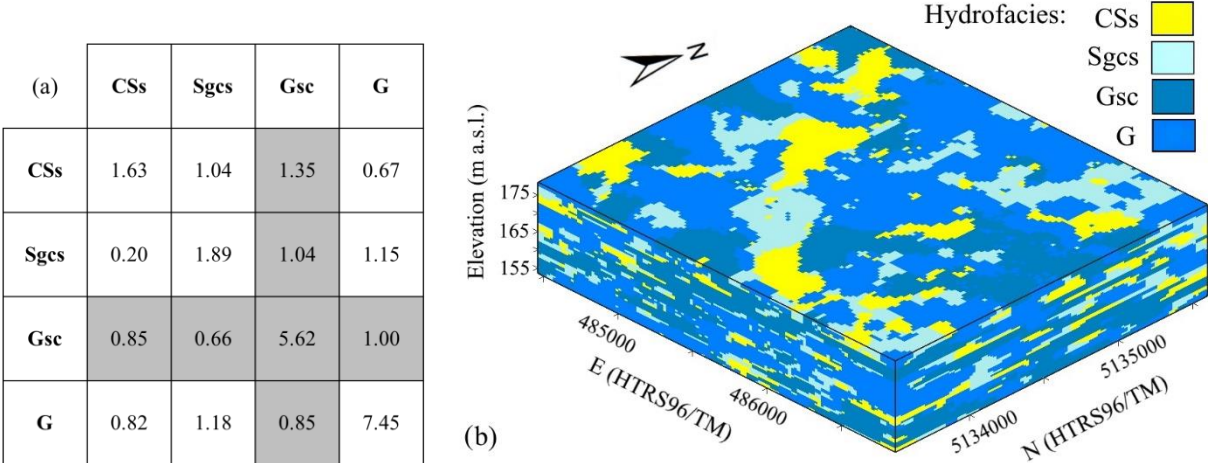 (a) CSs Sgcs Gsc G
CSs 1.63 1.04 1.35 0.67
Sgcs 0.20 1.89 1.04 1.15
Gsc 0.85 0.66 5.62 1.00
G 0.82 1.18 0.85 7.45
(b)
Hydrofacies: CSs
Sgcs
Gsc
G
N
Elevation (m a.s.l.)
175
165
155
485000
486000
E (HTRS96/TM)
5134000
5135000
N (HTRS96/TM)